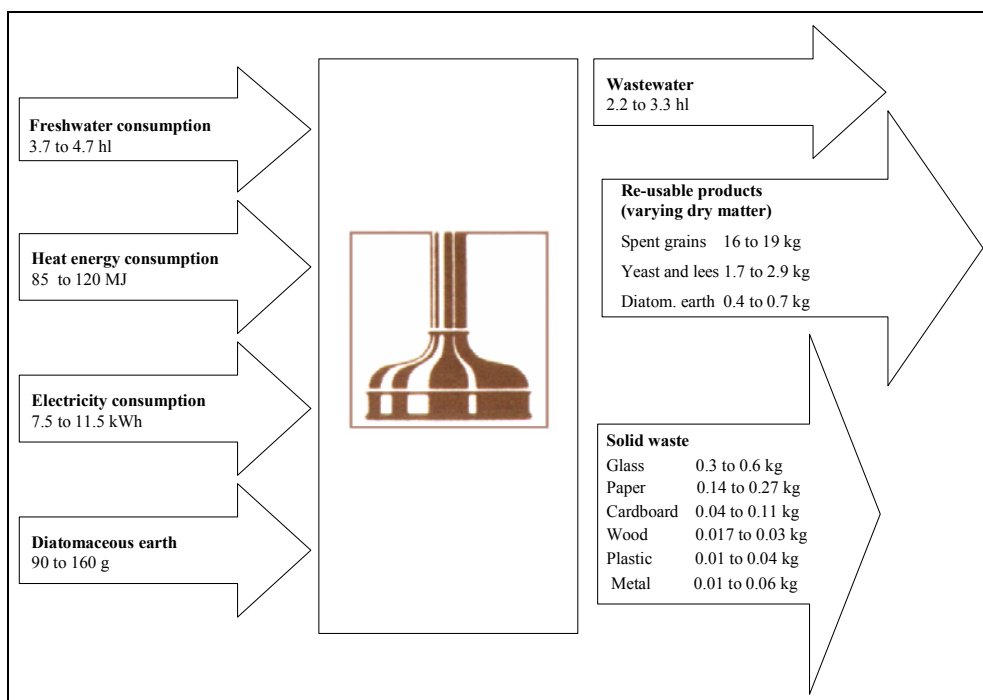 Freshwater consumption
3.7 to 4.7 hl
Heat energy consumption
85 to 120 MJ
Electricity consumption
7.5 to 11.5 kWh
Diatomaceous earth
90 to 160 g
Wastewater
2.2 to 3.3 hl
Re-usable products
(varying dry matter)
Spent grains 16 to 19 kg
Yeast and lees 1.7 to 2.9 kg
Diatom. earth 0.4 to 0.7 kg
Solid waste
Glass 0.3 to 0.6 kg
Paper 0.14 to 0.27 kg
Cardboard 0.04 to 0.11 kg
Wood 0.017 to 0.03 kg
Plastic 0.01 to 0.04 kg
Metal 0.01 to 0.06 kg